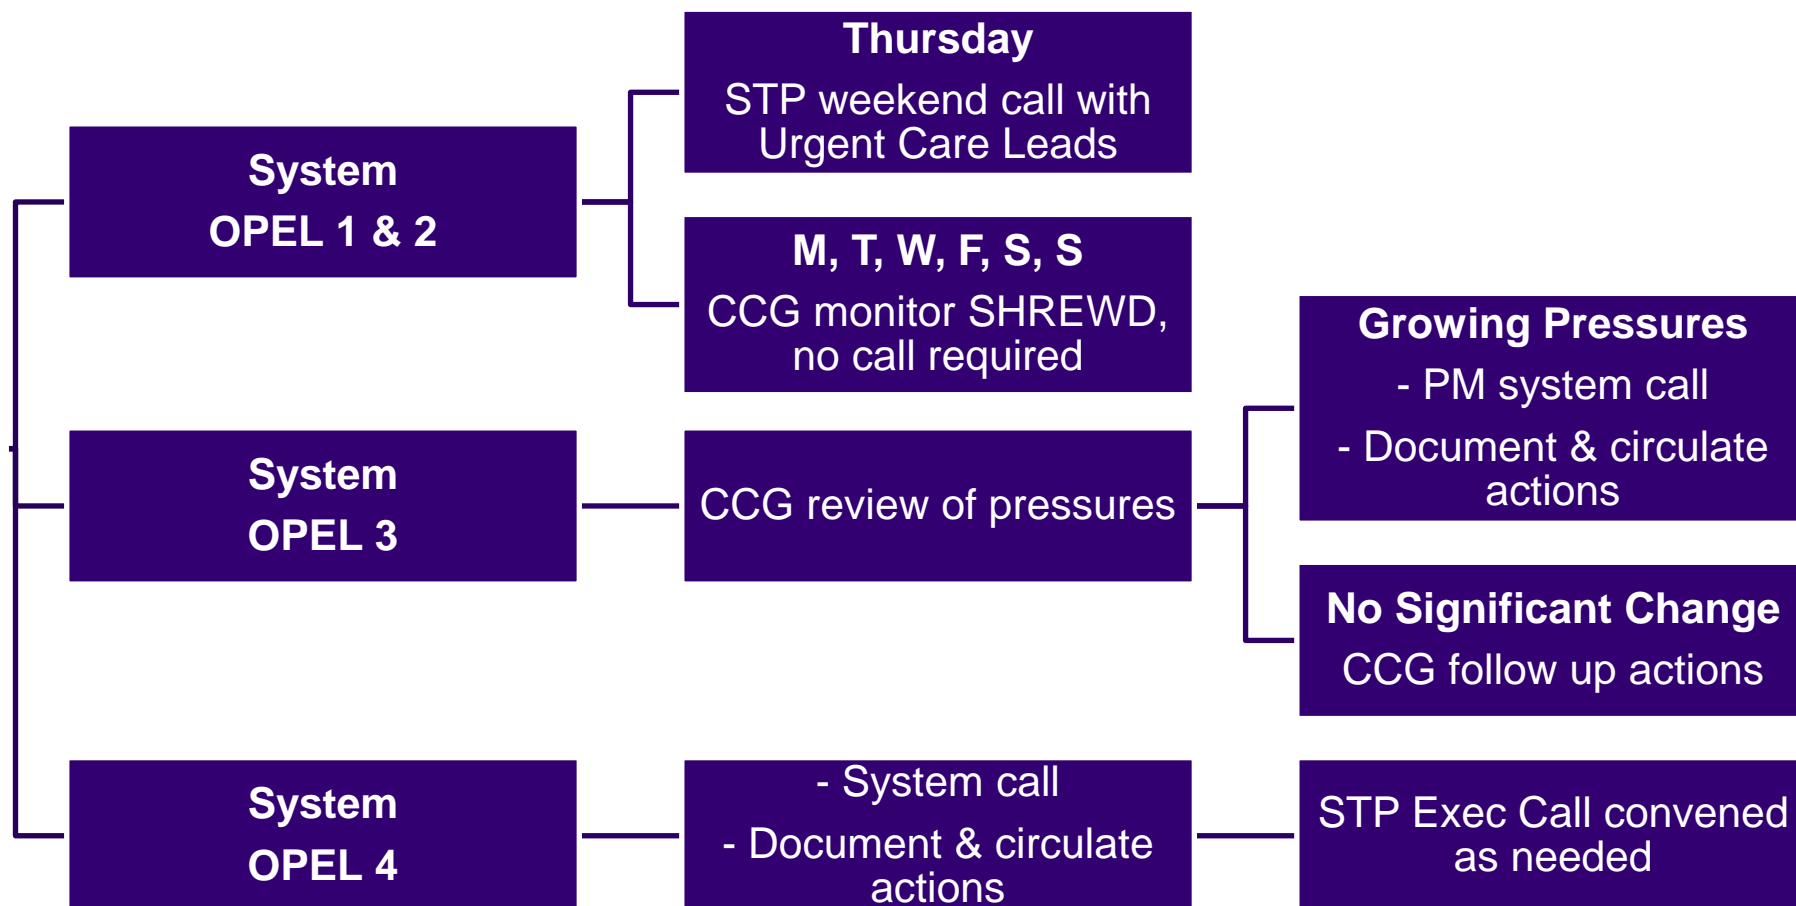 Thursday
STP weekend call with
Urgent Care Leads
System
OPEL 1 & 2
M, T, W, F, S, S
CCG monitor SHREWD,
no call required
Growing Pressures
- PM system call
- Document & circulate
actions
System
OPEL 3
CCG review of pressures
No Significant Change
CCG follow up actions
System
OPEL 4
- System call
- Document & circulate
actions
STP Exec Call convened
as needed